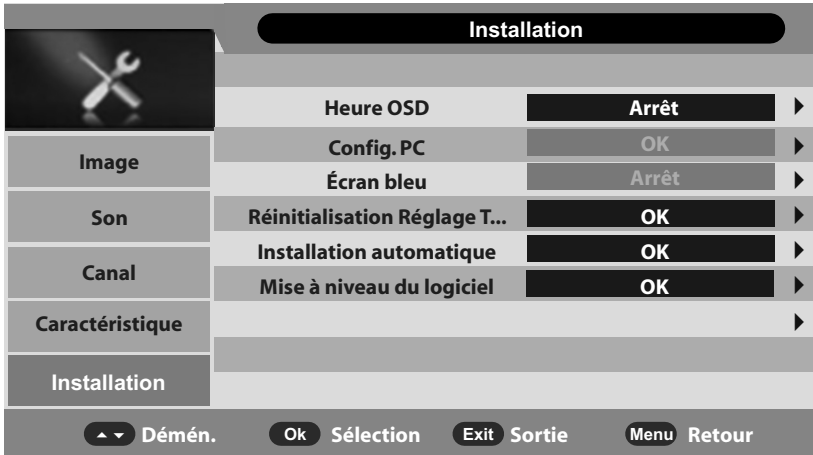 Installation
Heure OSD Arrêt
Config. PC OK
Écran bleu Arrêt
Réinitialisation Réglage T... OK
Installation automatique OK
Mise à niveau du logiciel OK
Image
Son
Canal
Caractéristique
Installation
Démén. Ok Sélection Exit Sortie Menu Retour